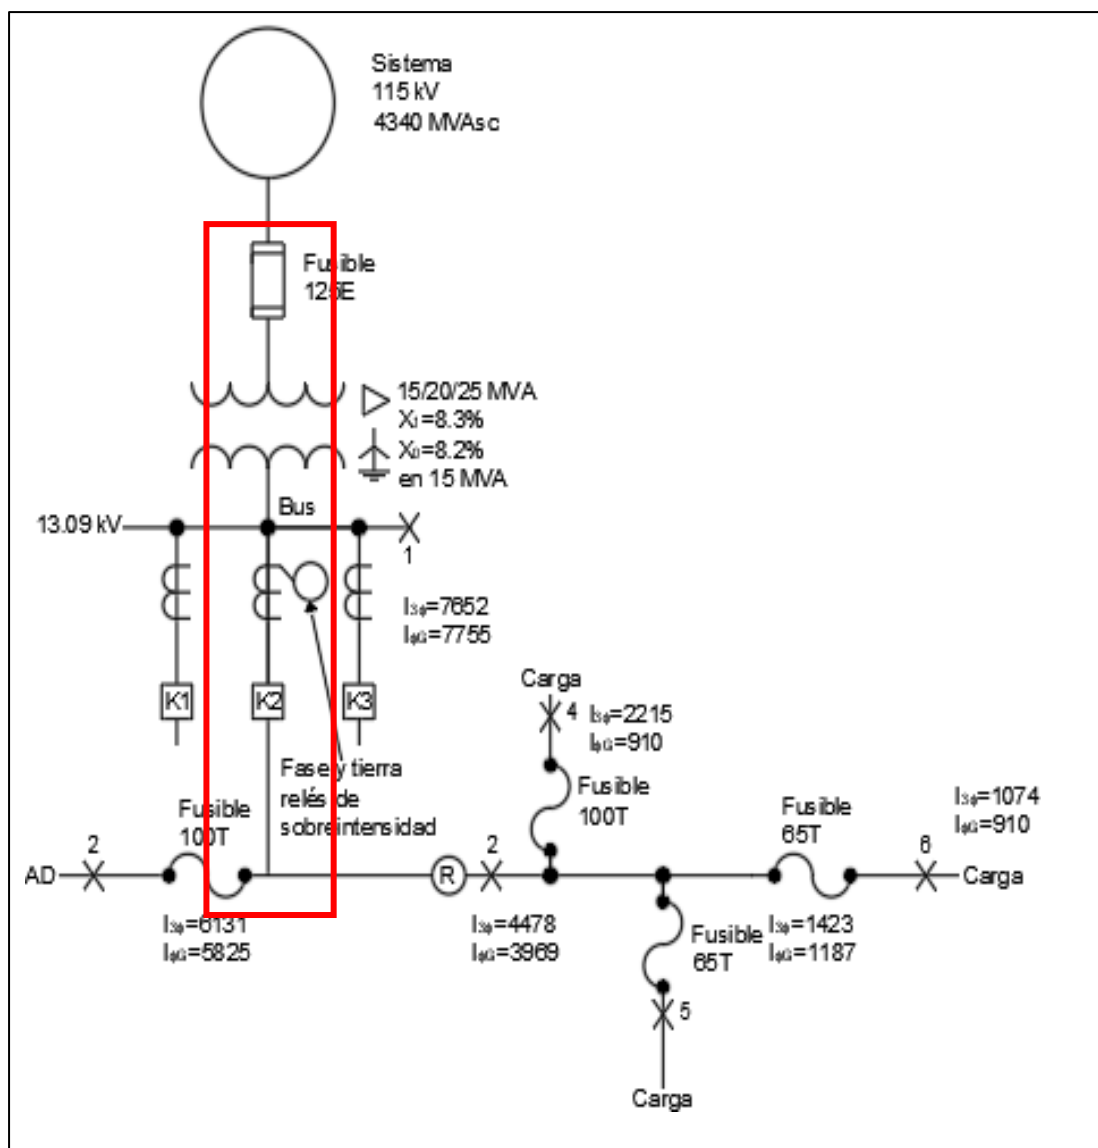 Sistema
115 kV
4340 MVAsc
Fusible
125E
15/20/25 MVA
X₁=8.3%
X₀=8.2%
en 15 MVA
Bus
13.09 kV
1
I3ϕ=7652
IϕG=7755
K1
K2
K3
Carga
4
I3ϕ=2215
IϕG=910
Fase y tierra
relés de
sobreintensidad
Fusible
100T
Fusible
100T
Fusible
65T
I3ϕ=1074
IϕG=910
2
AD
R
2
6
Carga
I3ϕ=6131
IϕG=5825
I3ϕ=4478
IϕG=3969
Fusible
65T
I3ϕ=1423
IϕG=1187
5
Carga